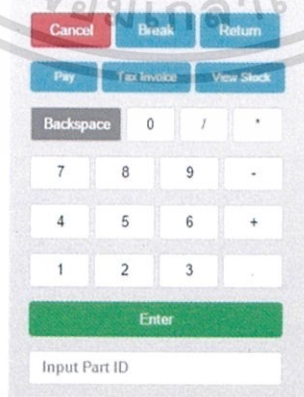 Cancel Break Return
Pay Tax Invoice View Stock
Backspace 0 / *
7 8 9 -
4 5 6 +
1 2 3 .
Enter
Input Part ID